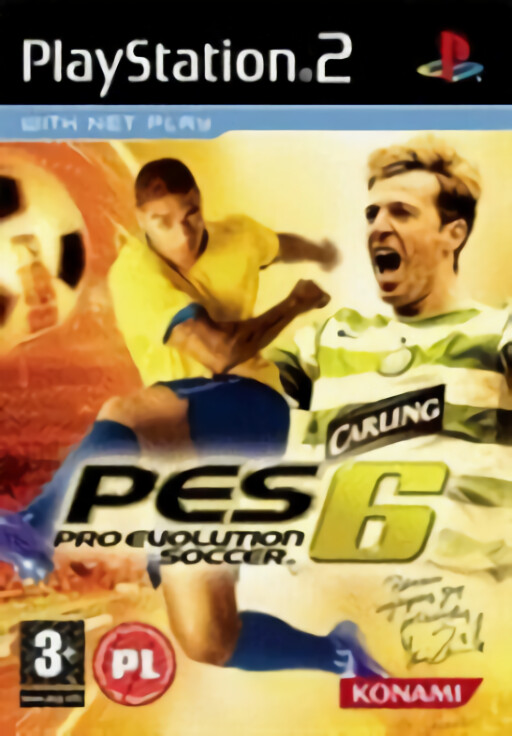 PlayStation.2
WITH NET PLAY
CARLING
PES 6
PRO EVOLUTION
SOCCER.
3+
PL
KONAMI